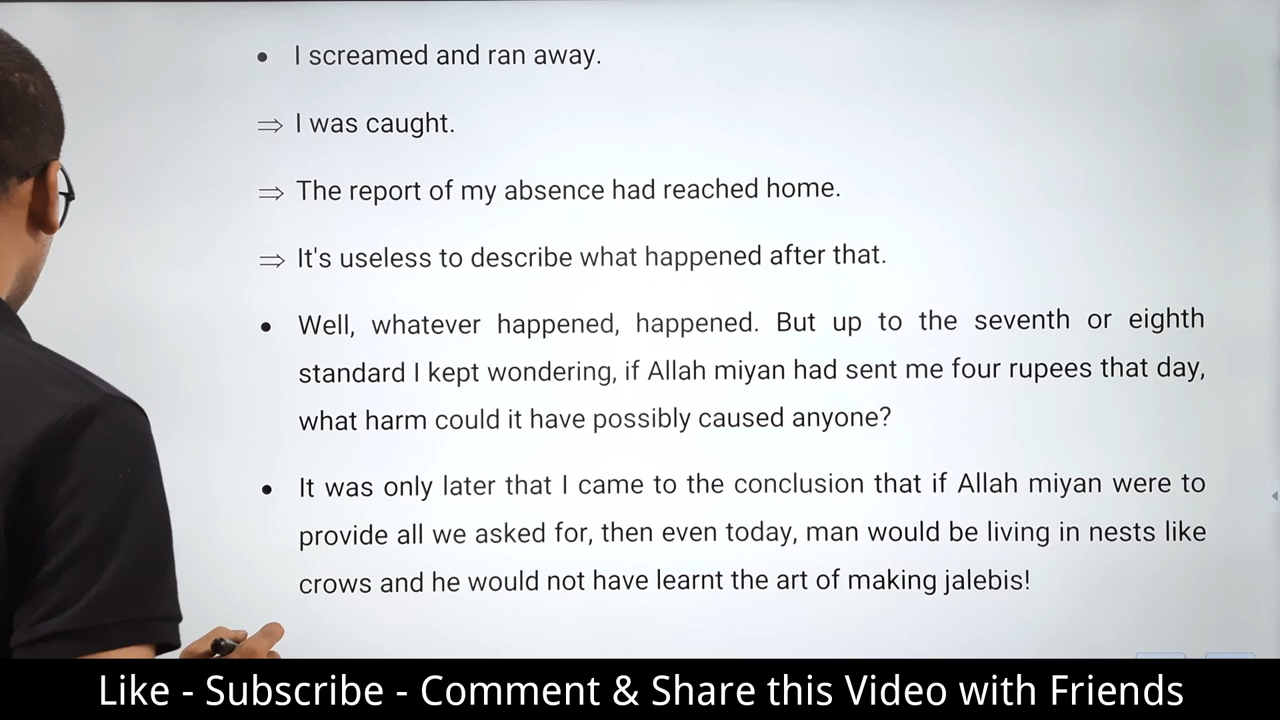 • I screamed and ran away.
⇒ I was caught.
⇒ The report of my absence had reached home.
⇒ It's useless to describe what happened after that.
• Well, whatever happened, happened. But up to the seventh or eighth
standard I kept wondering, if Allah miyan had sent me four rupees that day,
what harm could it have possibly caused anyone?
• It was only later that I came to the conclusion that if Allah miyan were to
provide all we asked for, then even today, man would be living in nests like
crows and he would not have learnt the art of making jalebis!
Like - Subscribe - Comment & Share this Video with Friends